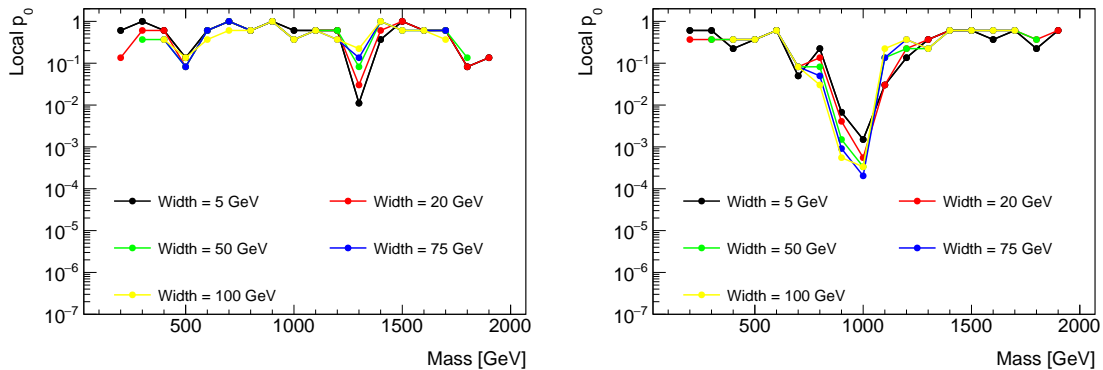 Local p₀
1
10⁻¹
10⁻²
10⁻³
10⁻⁴
10⁻⁵
10⁻⁶
10⁻⁷
Width = 5 GeV
Width = 20 GeV
Width = 50 GeV
Width = 75 GeV
Width = 100 GeV
500 1000 1500 2000
Mass [GeV]
Local p₀
1
10⁻¹
10⁻²
10⁻³
10⁻⁴
10⁻⁵
10⁻⁶
10⁻⁷
Width = 5 GeV
Width = 20 GeV
Width = 50 GeV
Width = 75 GeV
Width = 100 GeV
500 1000 1500 2000
Mass [GeV]